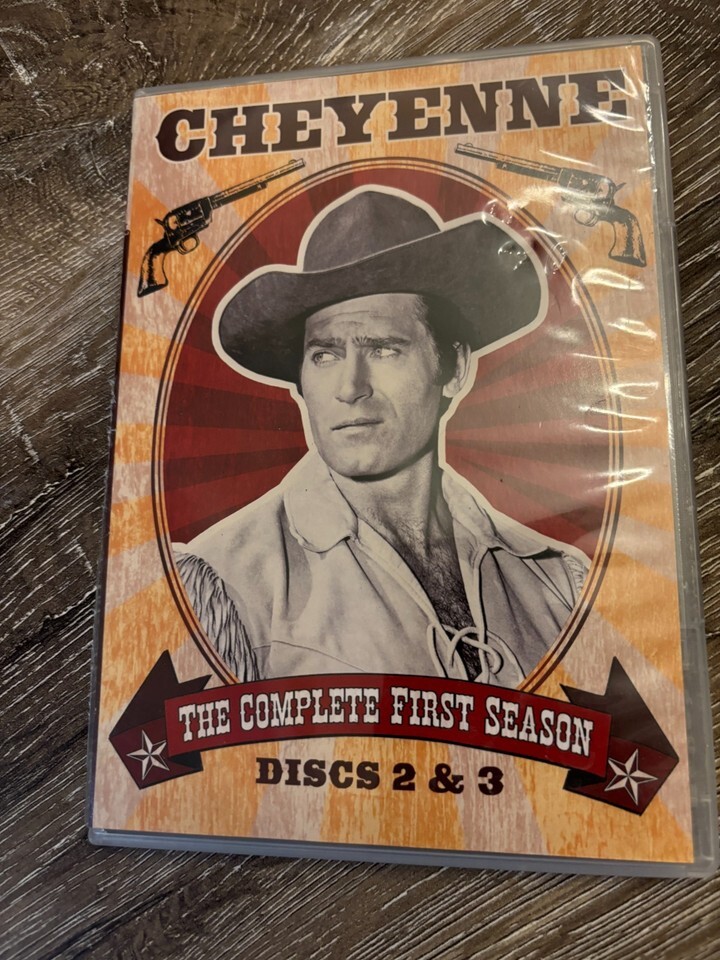 CHEYENNE
THE COMPLETE FIRST SEASON
DISCS 2 & 3